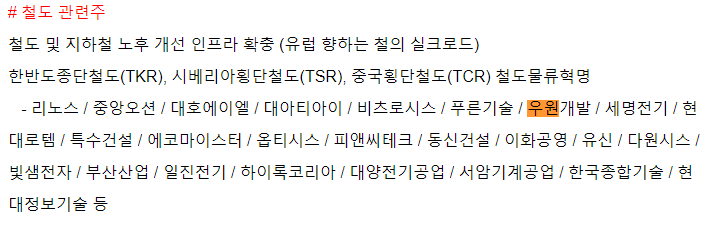 # 철도 관련주
철도 및 지하철 노후 개선 인프라 확충 (유럽 향하는 철의 실크로드)
한반도종단철도(TKR), 시베리아횡단철도(TSR), 중국횡단철도(TCR) 철도물류혁명
- 리노스 / 중앙오션 / 대호에이엘 / 대아티아이 / 비츠로시스 / 푸른기술 / 우원개발 / 세명전기 / 현
대로템 / 특수건설 / 에코마이스터 / 옵티시스 / 피앤씨테크 / 동신건설 / 이화공영 / 유신 / 다원시스 /
빛샘전자 / 부산산업 / 일진전기 / 하이록코리아 / 대양전기공업 / 서암기계공업 / 한국종합기술 / 현
대정보기술 등